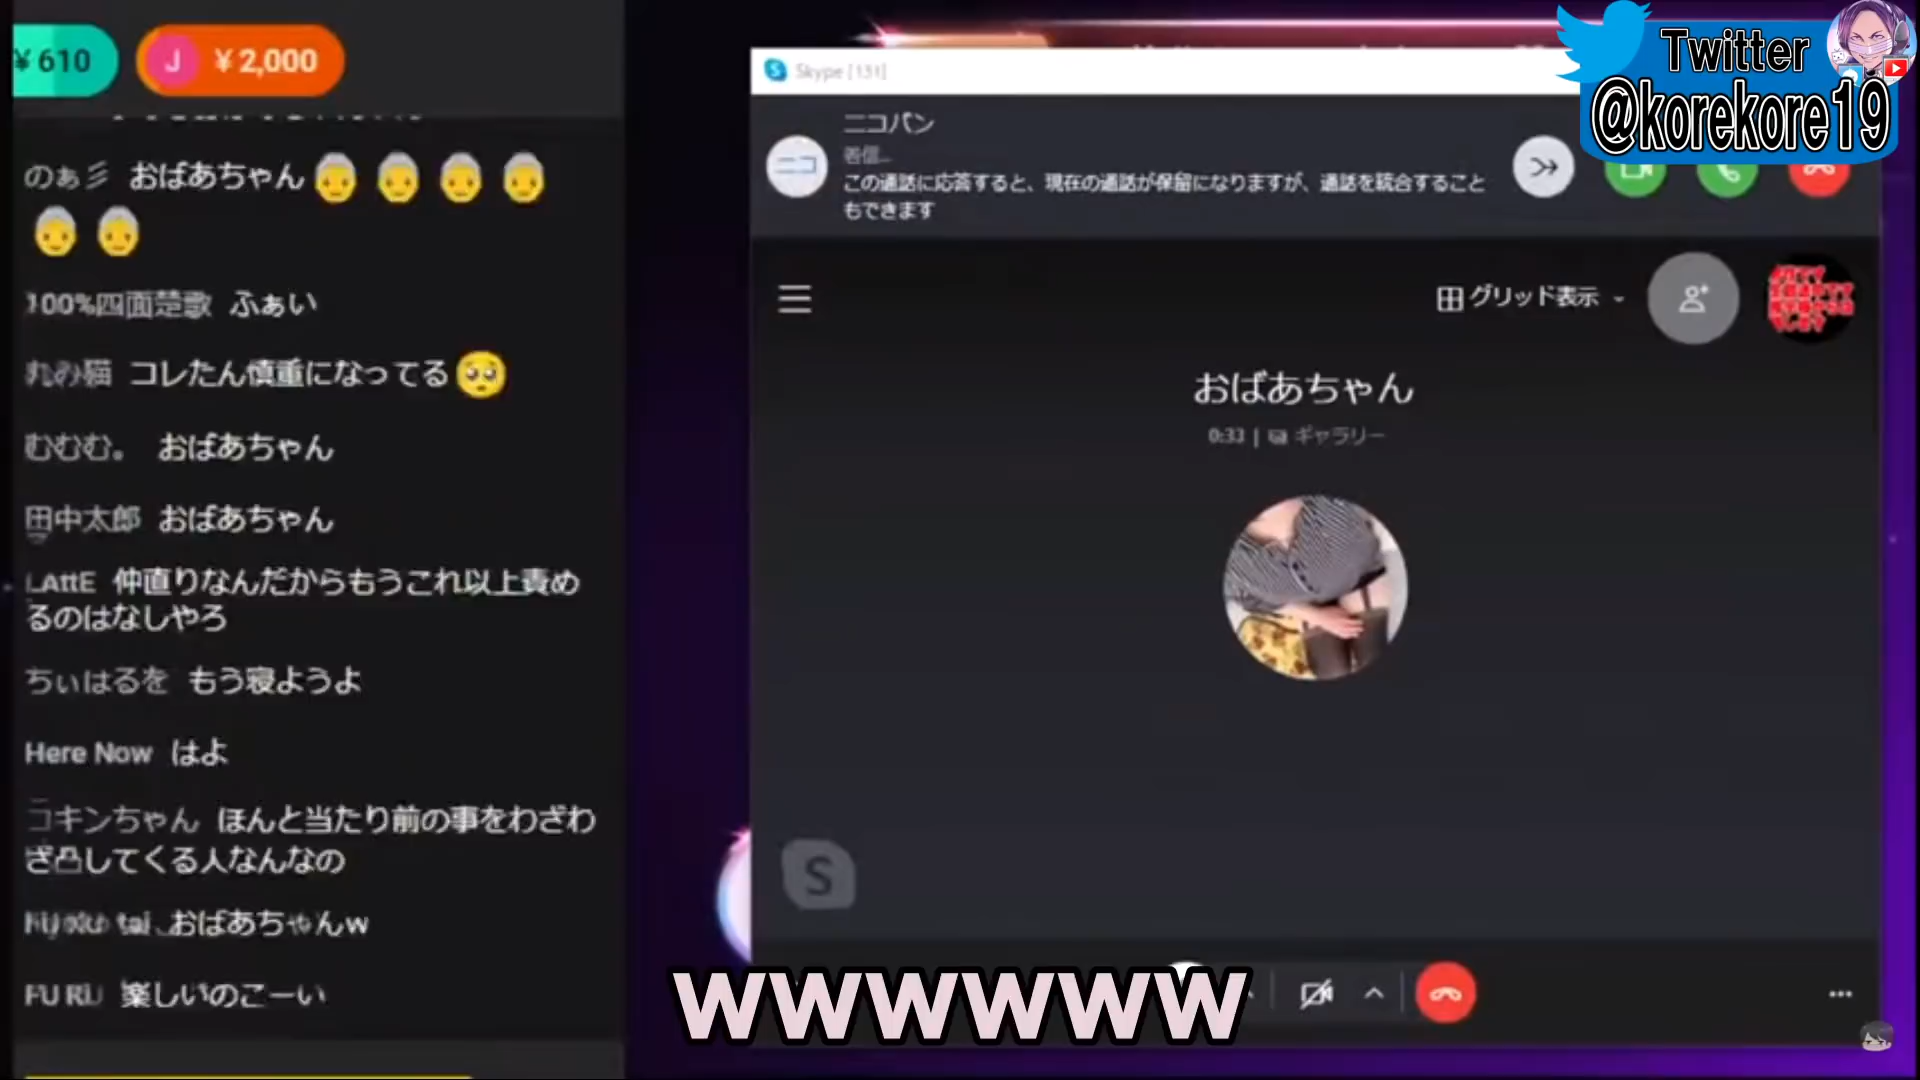 ¥610
J ¥2,000
のぁ彡 おばあちゃん👵👵👵👵
👵👵
100%四面楚歌 ふぁい
コレたん慎重になってる🥺
むむむ。 おばあちゃん
田中太郎 おばあちゃん
LAttE 仲直りなんだからもうこれ以上責め
るのはなしやろ
ちぃはるを もう寝ようよ
Here Now はよ
コキンちゃん ほんと当たり前の事をわざわ
ざ凸してくる人なんなの
おばあちゃんw
FURU 楽しいのこーい
Skype [131]
ニコパン
ニコ
着信...
この通話に応答すると、現在の通話が保留になりますが、通話を統合すること
もできます
グリッド表示
おばあちゃん
0:33 | ギャラリー
S
Twitter
@korekore19
wwwwww